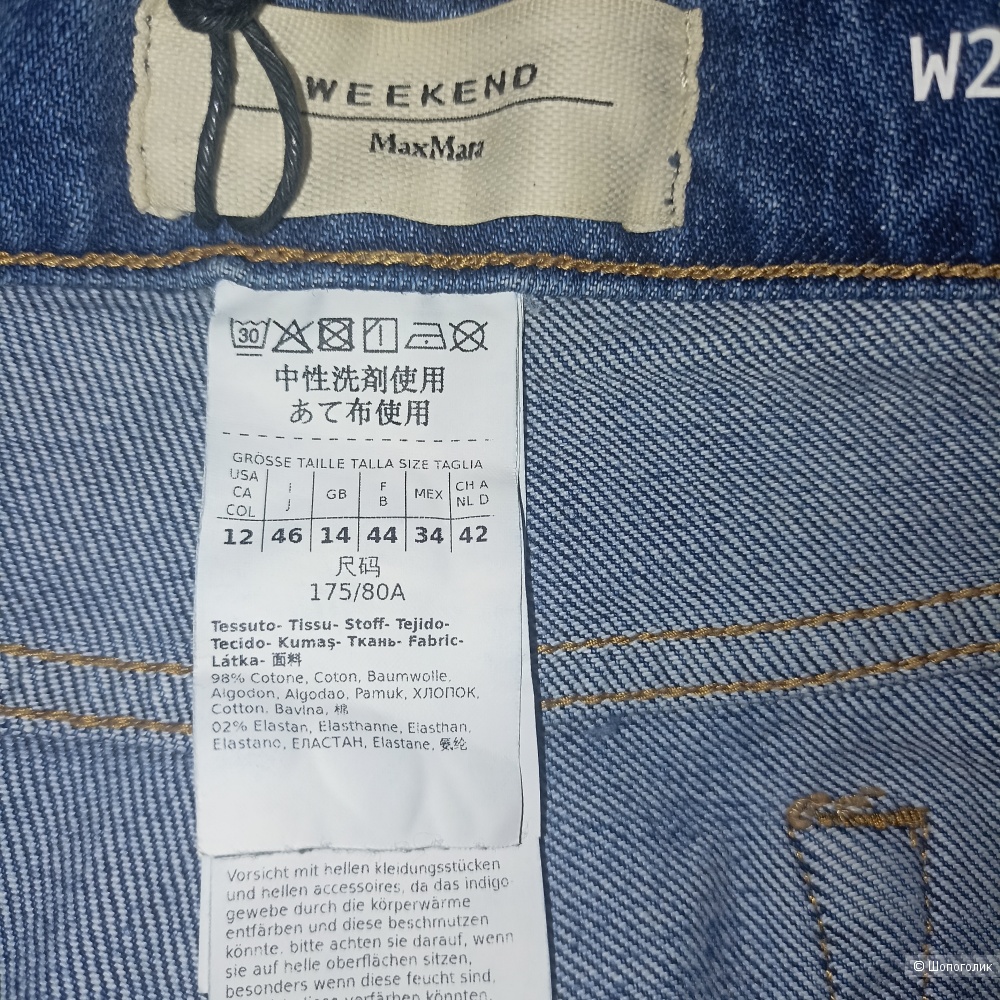 WEEKEND
MaxMara
W2
30
中性洗剤使用
あて布使用
GRÖSSE TAILLE TALLA SIZE TAGLIA
USA CA COL | I J | GB | F B | MEX | CH A NL D
12 | 46 | 14 | 44 | 34 | 42
尺码
175/80A
Tessuto- Tissu- Stoff- Tejido-
Tecido- Kumaş- Ткань- Fabric-
Látka- 面料
98% Cotone, Coton, Baumwolle,
Algodon, Algodao, Pamuk, ХЛОПОК,
Cotton, Bavlna, 棉
02% Elastan, Elasthanne, Elasthan,
Elastano, ЕЛАСТАН, Elastane, 氨纶
Vorsicht mit hellen kleidungsstücken
und hellen accessoires, da das indigo
gewebe durch die körperwärme
entfärben und diese beschmutzen
könnte. bitte achten sie darauf, wenn
sie auf helle oberflächen sitzen,
besonders wenn diese feucht sind,
diese verfärben könnten.
© Шопоголик